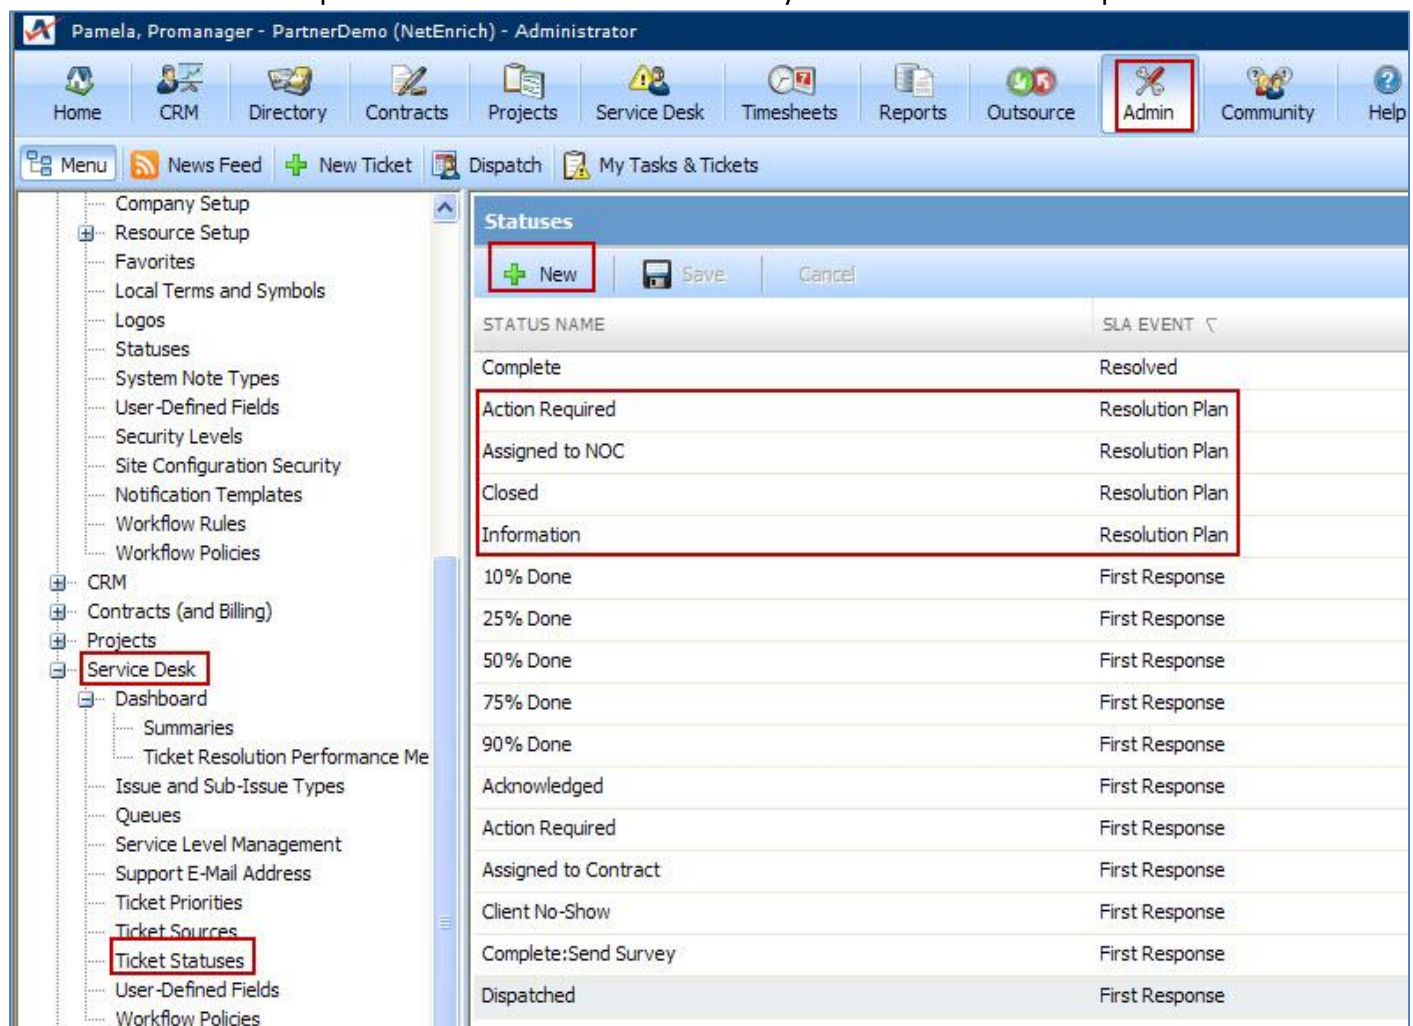 Pamela, Promanager - PartnerDemo (NetEnrich) - Administrator
Home CRM Directory Contracts Projects Service Desk Timesheets Reports Outsource Admin Community Help
Menu News Feed New Ticket Dispatch My Tasks & Tickets
Company Setup
Resource Setup
Favorites
Local Terms and Symbols
Logos
Statuses
System Note Types
User-Defined Fields
Security Levels
Site Configuration Security
Notification Templates
Workflow Rules
Workflow Policies
CRM
Contracts (and Billing)
Projects
Service Desk
Dashboard
Summaries
Ticket Resolution Performance Me
Issue and Sub-Issue Types
Queues
Service Level Management
Support E-Mail Address
Ticket Priorities
Ticket Sources
Ticket Statuses
User-Defined Fields
Workflow Policies
Statuses
New Save Cancel
STATUS NAME SLA EVENT
Complete Resolved
Action Required Resolution Plan
Assigned to NOC Resolution Plan
Closed Resolution Plan
Information Resolution Plan
10% Done First Response
25% Done First Response
50% Done First Response
75% Done First Response
90% Done First Response
Acknowledged First Response
Action Required First Response
Assigned to Contract First Response
Client No-Show First Response
Complete:Send Survey First Response
Dispatched First Response